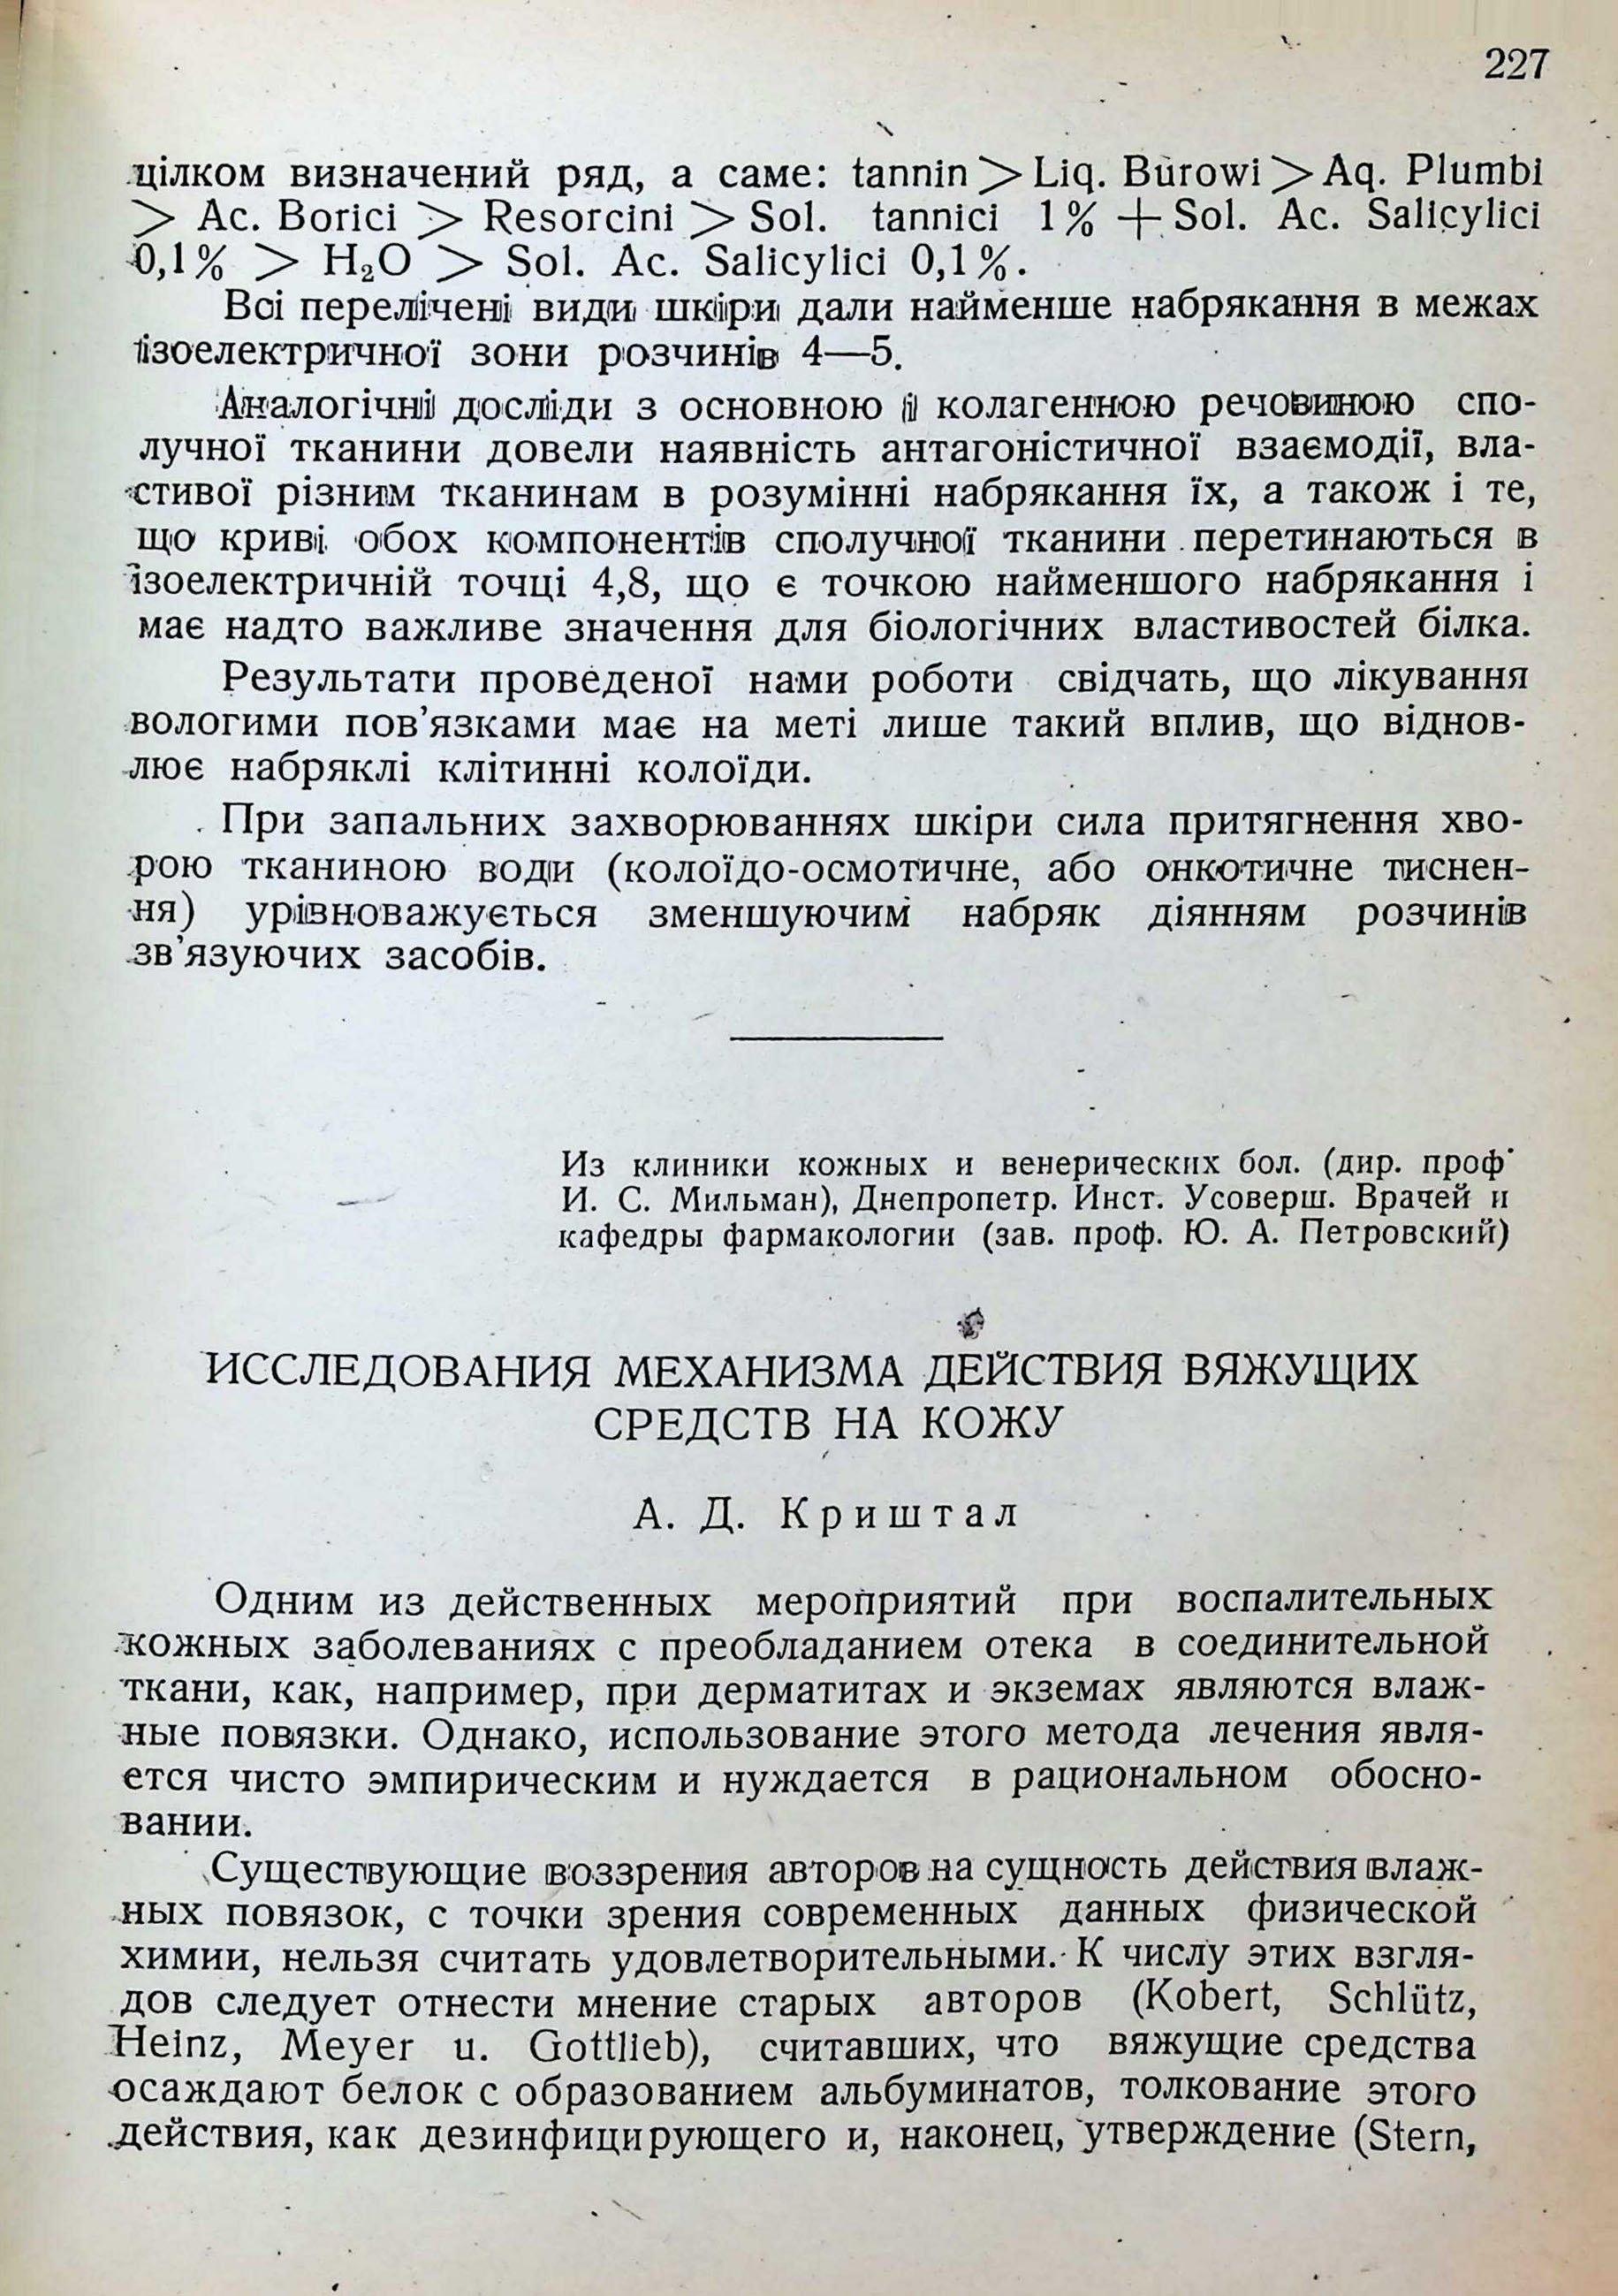 227
цілком визначений ряд, а саме: tannin > Liq. Burowi > Aq. Plumbi
> Ac. Borici > Resorcini > Sol. tannici 1% + Sol. Ac. Salicylici
0,1% > H₂O > Sol. Ac. Salicylici 0,1%.
Всі перелічені види шкіри дали найменше набрякання в межах
ізоелектричної зони розчинів 4—5.
Аналогічні досліди з основною й колагенною речовиною спо-
лучної тканини довели наявність антагоністичної взаємодії, вла-
стивої різним тканинам в розумінні набрякання їх, а також і те,
що криві обох компонентів сполучної тканини перетинаються в
ізоелектричній точці 4,8, що є точкою найменшого набрякання і
має надто важливе значення для біологічних властивостей білка.
Результати проведеної нами роботи свідчать, що лікування
вологими пов’язками має на меті лише такий вплив, що віднов-
лює набряклі клітинні колоїди.
При запальних захворюваннях шкіри сила притягнення хво-
рою тканиною води (колоїдо-осмотичне, або онкотичне тиснен-
ня) урівноважується зменшуючим набряк діянням розчинів
зв’язуючих засобів.
Из клиники кожных и венерических бол. (дир. проф.
И. С. Мильман), Днепропетр. Инст. Усоверш. Врачей и
кафедры фармакологии (зав. проф. Ю. А. Петровский)
ИССЛЕДОВАНИЯ МЕХАНИЗМА ДЕЙСТВИЯ ВЯЖУЩИХ
СРЕДСТВ НА КОЖУ
А. Д. Криштал
Одним из действенных мероприятий при воспалительных
кожных заболеваниях с преобладанием отека в соединительной
ткани, как, например, при дерматитах и экземах являются влаж-
ные повязки. Однако, использование этого метода лечения явля-
ется чисто эмпирическим и нуждается в рациональном обосно-
вании.
Существующие воззрения авторов на сущность действия влаж-
ных повязок, с точки зрения современных данных физической
химии, нельзя считать удовлетворительными. К числу этих взгля-
дов следует отнести мнение старых авторов (Kobert, Schlütz,
Heinz, Meyer u. Gottlieb), считавших, что вяжущие средства
осаждают белок с образованием альбуминатов, толкование этого
действия, как дезинфицирующего и, наконец, утверждение (Stern,